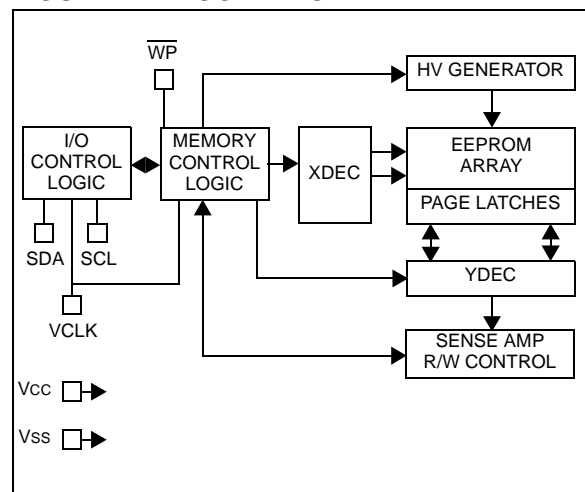 WP
HV GENERATOR
I/O
CONTROL
LOGIC
MEMORY
CONTROL
LOGIC
XDEC
EEPROM
ARRAY
PAGE LATCHES
SDA
SCL
YDEC
VCLK
SENSE AMP
R/W CONTROL
VCC
VSS